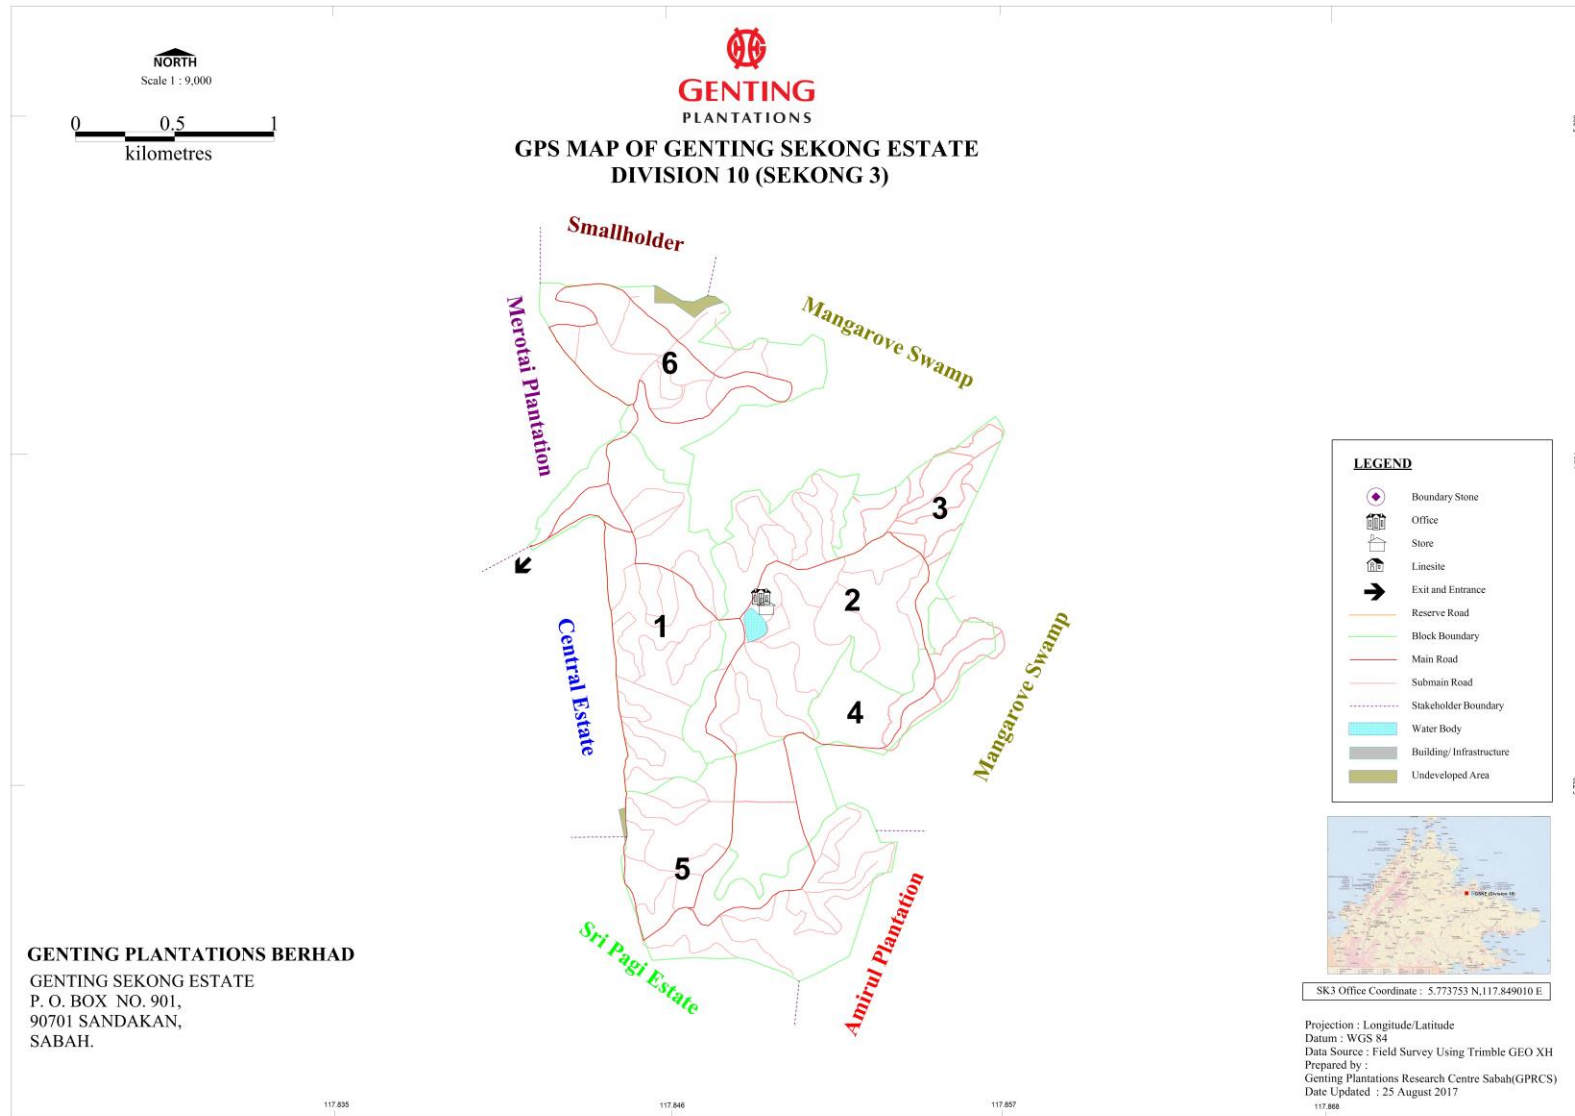 NORTH
Scale 1 : 9,000
0 0.5 1
kilometres
GENTING
PLANTATIONS
GPS MAP OF GENTING SEKONG ESTATE
DIVISION 10 (SEKONG 3)
Smallholder
Merotai Plantation
Mangarove Swamp
6
3
2
1
4
5
Central Estate
Mangarove Swamp
Sri Pagi Estate
Amirul Plantation
LEGEND
Boundary Stone
Office
Store
Linesite
Exit and Entrance
Reserve Road
Block Boundary
Main Road
Submain Road
Stakeholder Boundary
Water Body
Building/ Infrastructure
Undeveloped Area
SK3 Office Coordinate : 5.773753 N,117.849010 E
Projection : Longitude/Latitude
Datum : WGS 84
Data Source : Field Survey Using Trimble GEO XH
Prepared by :
Genting Plantations Research Centre Sabah(GPRCS)
Date Updated : 25 August 2017
GENTING PLANTATIONS BERHAD
GENTING SEKONG ESTATE
P. O. BOX NO. 901,
90701 SANDAKAN,
SABAH.
117.835 117.846 117.857 117.868